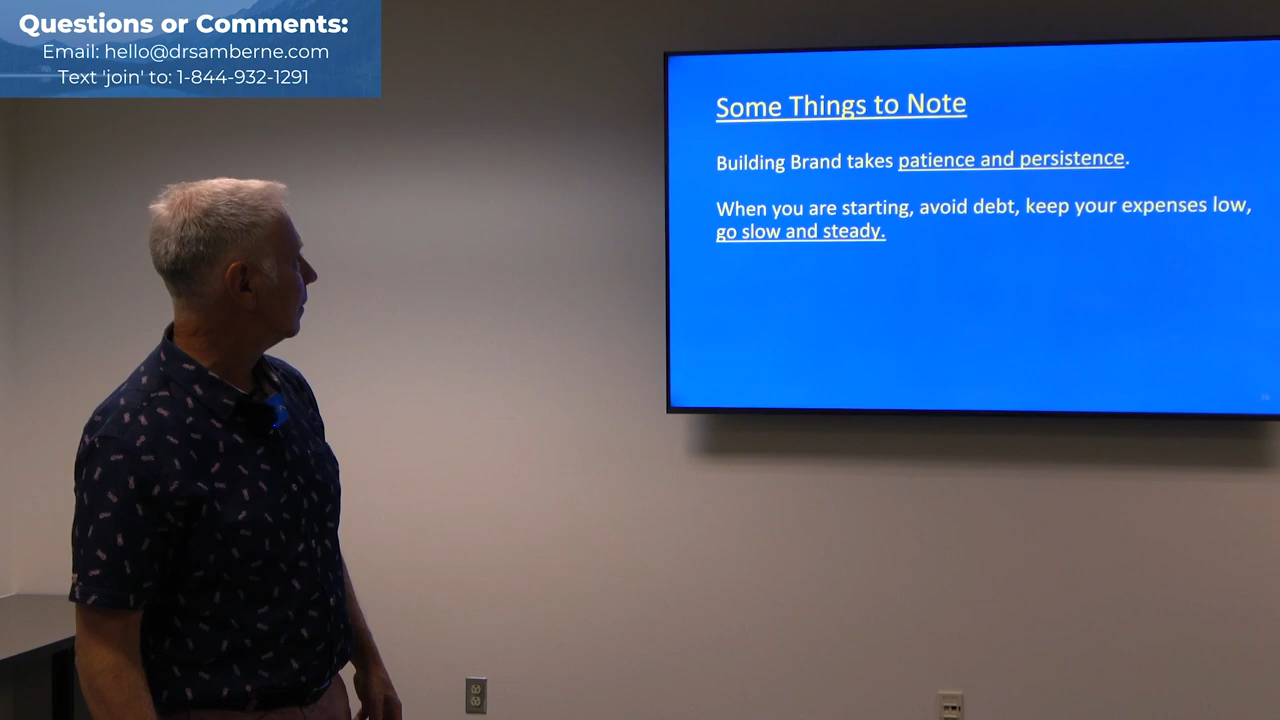 Questions or Comments:
Email: hello@drsamberne.com
Text 'join' to: 1-844-932-1291
Some Things to Note
Building Brand takes patience and persistence.
When you are starting, avoid debt, keep your expenses low,
go slow and steady.